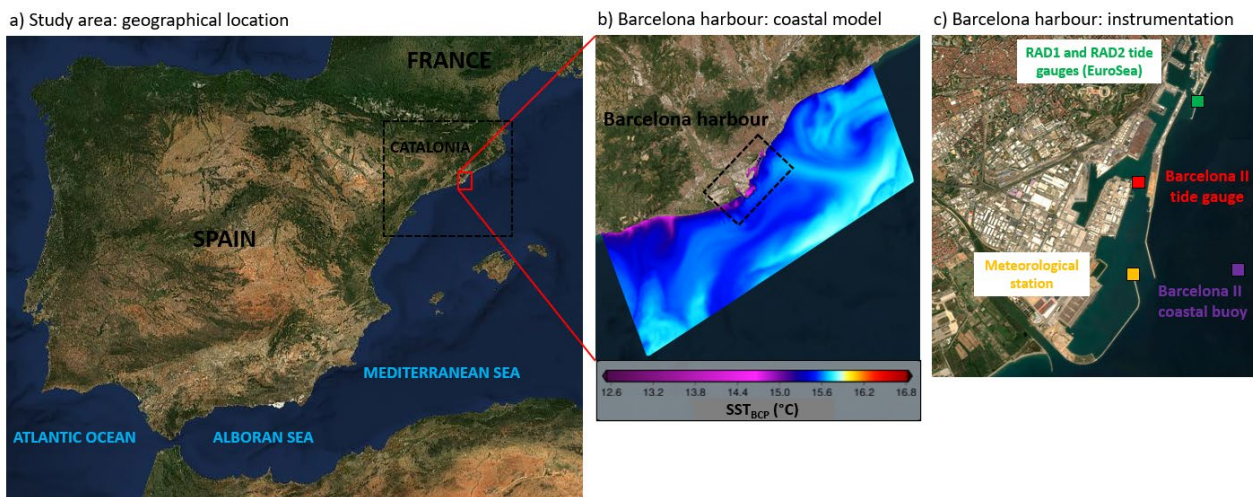 a) Study area: geographical location
FRANCE
CATALONIA
SPAIN
MEDITERRANEAN SEA
ATLANTIC OCEAN
ALBORAN SEA
b) Barcelona harbour: coastal model
Barcelona harbour
12.6 13.2 13.8 14.4 15.0 15.6 16.2 16.8
SST_BCP (°C)
c) Barcelona harbour: instrumentation
RAD1 and RAD2 tide
gauges (EuroSea)
Barcelona II
tide gauge
Meteorological
station
Barcelona II
coastal buoy